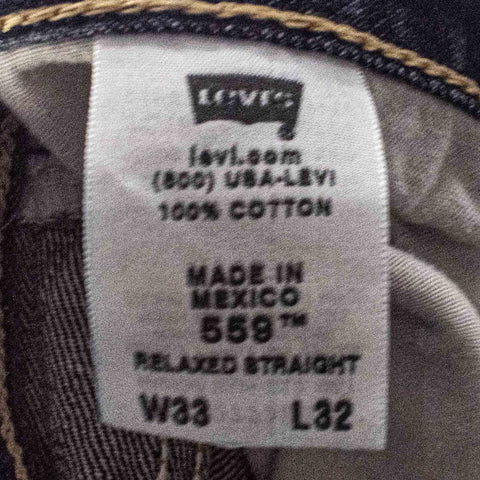 LEVI'S
levi.com
(800) USA-LEVI
100% COTTON
MADE IN
MEXICO
559™
RELAXED STRAIGHT
W33 L32